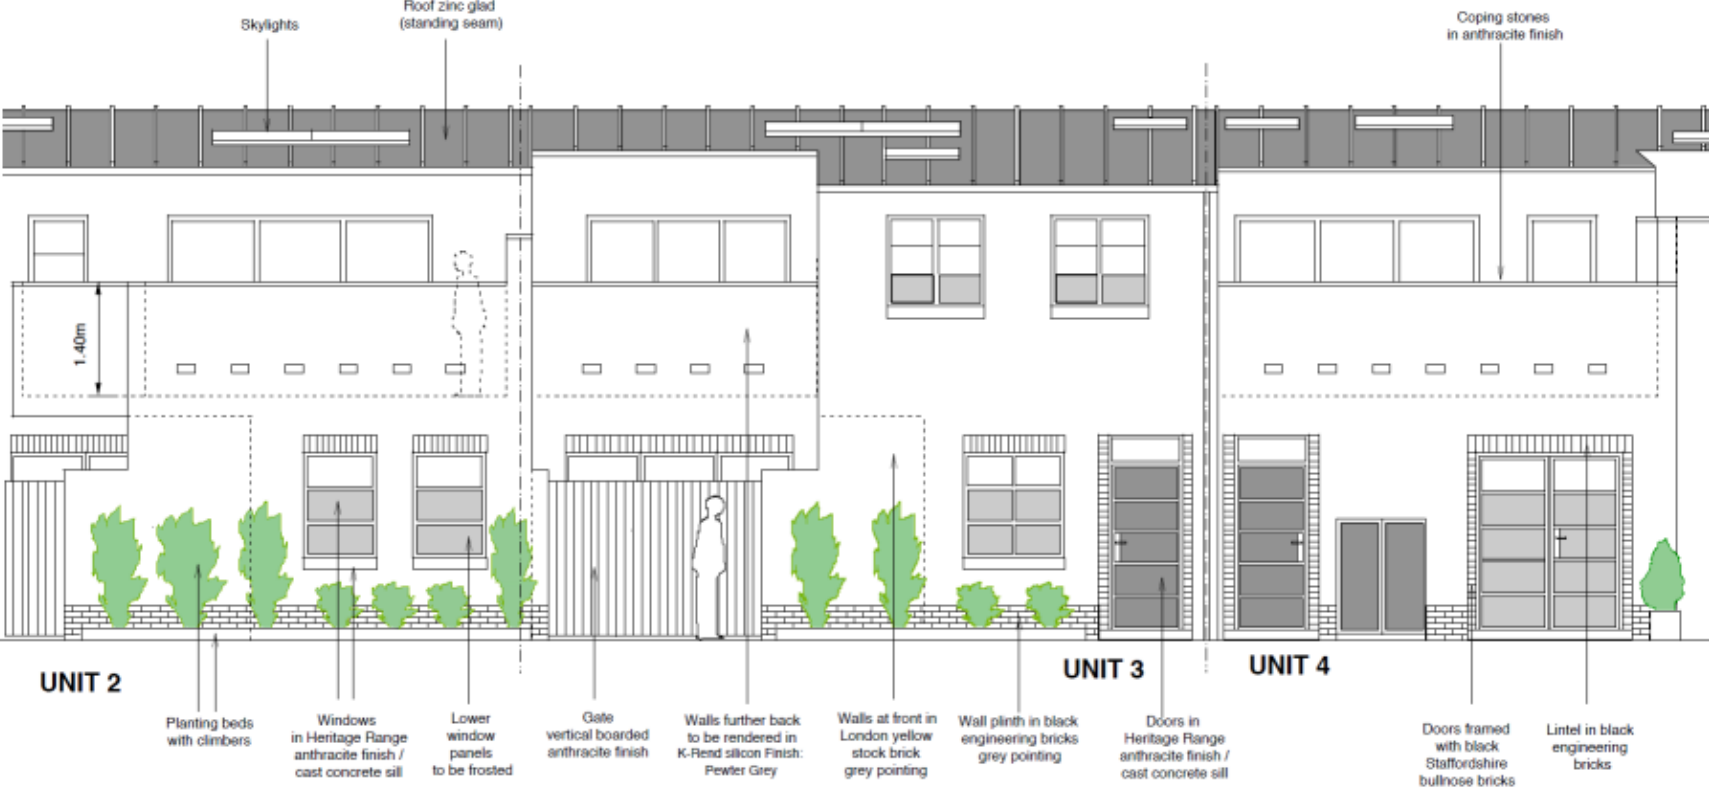 Skylights
Roof zinc glad
(standing seam)
Coping stones
in anthracite finish
1.40m
UNIT 2
UNIT 3
UNIT 4
Planting beds
with climbers
Windows
in Heritage Range
anthracite finish /
cast concrete sill
Lower
window
panels
to be frosted
Gate
vertical boarded
anthracite finish
Walls further back
to be rendered in
K-Rend silicon Finish:
Pewter Grey
Walls at front in
London yellow
stock brick
grey pointing
Wall plinth in black
engineering bricks
grey pointing
Doors in
Heritage Range
anthracite finish /
cast concrete sill
Doors framed
with black
Staffordshire
bullnose bricks
Lintel in black
engineering
bricks